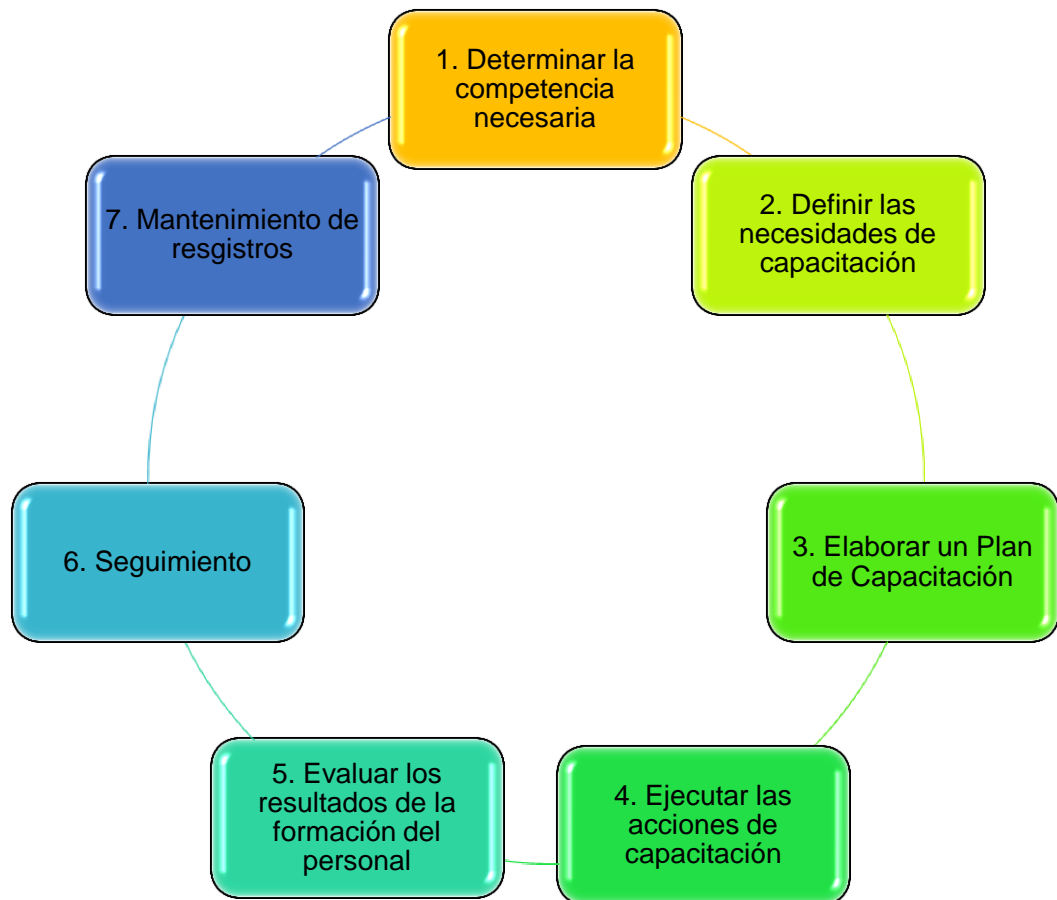 1. Determinar la
competencia
necesaria
2. Definir las
necesidades de
capacitación
3. Elaborar un Plan
de Capacitación
4. Ejecutar las
acciones de
capacitación
5. Evaluar los
resultados de la
formación del
personal
6. Seguimiento
7. Mantenimiento de
resgistros